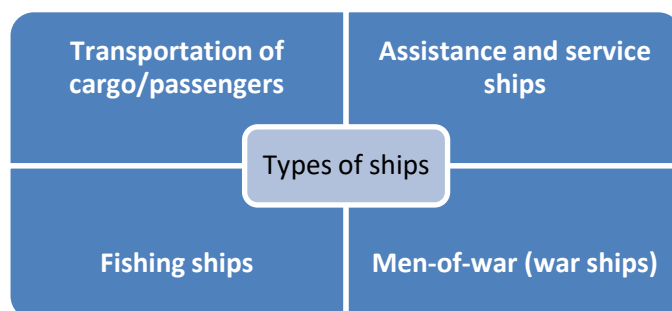 Transportation of
cargo/passengers
Assistance and service
ships
Types of ships
Fishing ships
Men-of-war (war ships)